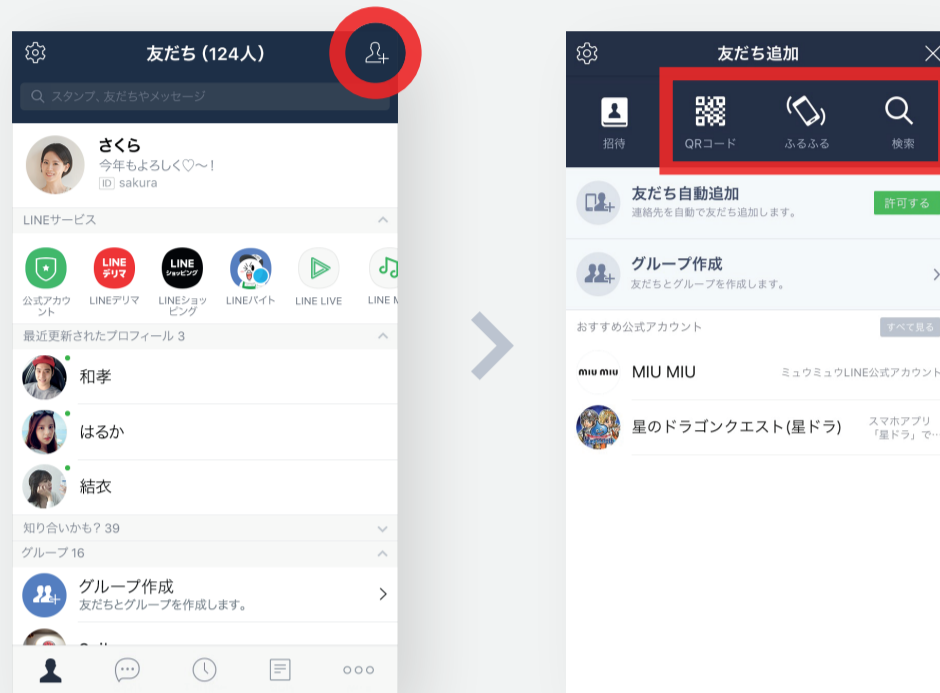 友だち (124人)
スタンプ、友だちやメッセージ
さくら
今年もよろしく♡〜！
ID sakura
LINEサービス
LINE
デリマ
LINE
ショッピング
公式アカウ
ント
LINEデリマ
LINEショッ
ピング
LINEバイト
LINE LIVE
LINE M
最近更新されたプロフィール 3
和孝
はるか
結衣
知り合いかも? 39
グループ 16
グループ作成
友だちとグループを作成します。
友だち追加
招待
QRコード
ふるふる
検索
友だち自動追加
連絡先を自動で友だち追加します。
許可する
グループ作成
友だちとグループを作成します。
おすすめ公式アカウント
すべて見る
miu miu
MIU MIU
ミュウミュウLINE公式アカウント
星のドラゴンクエスト(星ドラ)
スマホアプリ
「星ドラ」で…